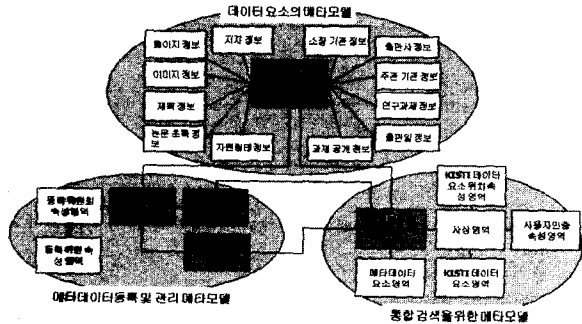 데이터 요소의 메타모델
페이지 정보
저자 정보
소장 기관 정보
출판사 정보
이미지 정보
주관 기관 정보
제목 정보
연구과제 정보
논문 초록 정
보
자원형태 정보
과제 공개 정보
출판일 정보
등록위원회
속성영역
등록위원 속
성 영역
메타데이터 등록 및 관리 메타모델
KISTI 데이터
요소 위치속
성 영역
사상영역
사용자인증
속성영역
메타데이터
요소영역
KISTI 데이터
요소영역
통합 검색을 위한 메타모델